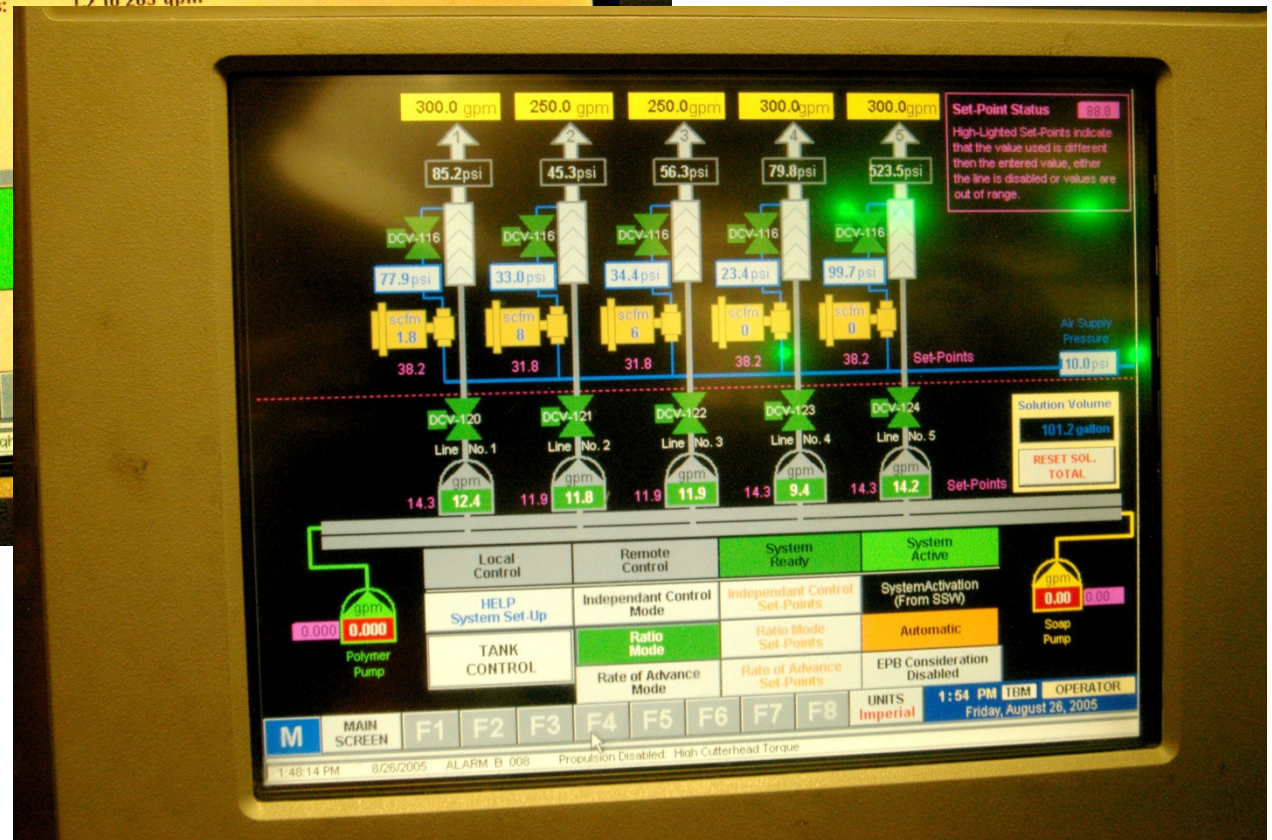 1.2 to 265 gpm
300.0 gpm 250.0 gpm 250.0 gpm 300.0gpm 300.0gpm
1 2 3 4 5
85.2psi 45.3psi 56.3psi 79.8psi 523.5psi
Set-Point Status 88.8
High-Lighted Set-Points indicate
that the value used is different
then the entered value, either
the line is disabled or values are
out of range.
DCV-116 DCV-116 DCV-116 DCV-116 DCV-116
77.9psi 33.0psi 34.4psi 23.4psi 99.7psi
scfm scfm scfm scfm scfm
1.8 8 6 0 0
38.2 31.8 31.8 38.2 38.2 Set-Points
Air Supply
Pressure
110.0psi
DCV-120 DCV-121 DCV-122 DCV-123 DCV-124
Line No. 1 Line No. 2 Line No. 3 Line No. 4 Line No. 5
gpm gpm gpm gpm gpm
14.3 12.4 11.9 11.8 11.9 11.9 14.3 9.4 14.3 14.2 Set-Points
Solution Volume
101.2 gallon
RESET SOL.
TOTAL
gpm
0.000 0.000
Polymer
Pump
Local
Control
Remote
Control
System
Ready
System
Active
HELP
System Set-Up
Independant Control
Mode
Independant Control
Set-Points
SystemActivation
(From SSW)
TANK
CONTROL
Ratio
Mode
Ratio Mode
Set-Points
Automatic
Rate of Advance
Mode
Rate of Advance
Set-Points
EPB Consideration
Disabled
gpm
0.00 0.00
Soap
Pump
M MAIN
SCREEN
F1 F2 F3 F4 F5 F6 F7 F8
UNITS
Imperial
1:54 PM TBM OPERATOR
Friday, August 26, 2005
1:48:14 PM 8/26/2005 ALARM B 008 Propulsion Disabled: High Cutterhead Torque